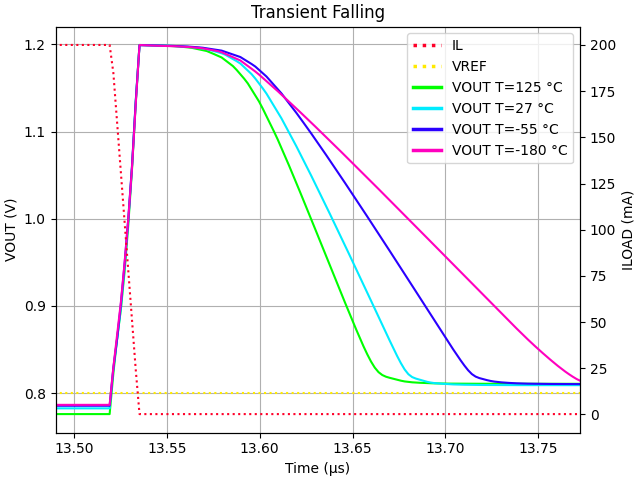 Transient Falling
1.2
1.1
1.0
0.9
0.8
VOUT (V)
IL
VREF
VOUT T=125 °C
VOUT T=27 °C
VOUT T=-55 °C
VOUT T=-180 °C
200
175
150
125
100
75
50
25
0
ILOAD (mA)
13.50 13.55 13.60 13.65 13.70 13.75
Time (μs)